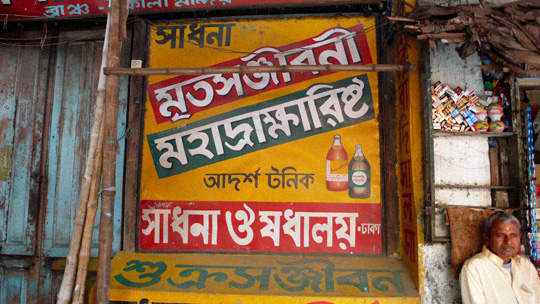 ব্রাঞ্চ
সাধনা
মৃতসঞ্জীবনী
মহাদ্রাক্ষারিষ্ট
আদর্শ টনিক
সাধনা ঔষধালয়-ঢাকা
শুক্রসঞ্জীবন